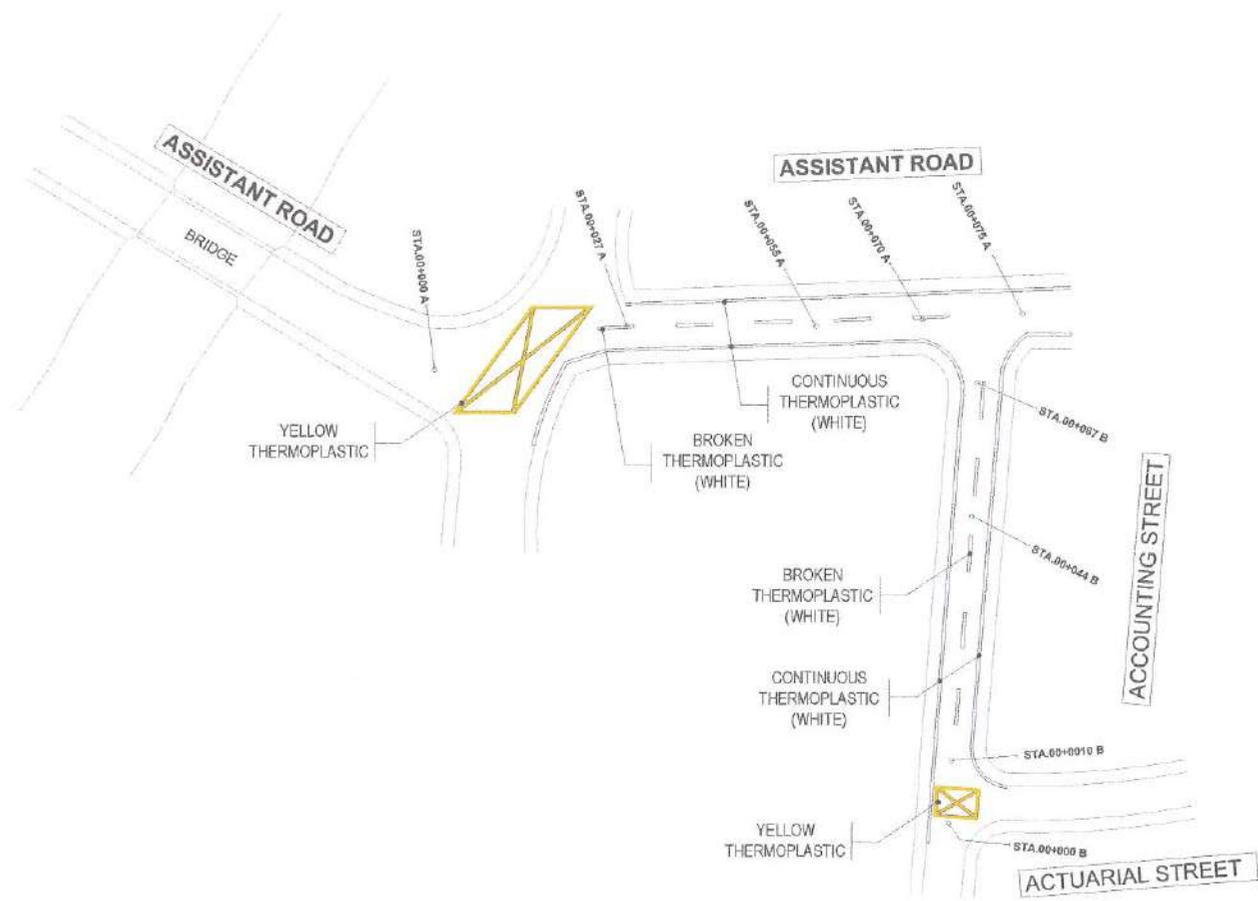 ASSISTANT ROAD
BRIDGE
STA.00+000 A
STA.00+027 A
ASSISTANT ROAD
STA.00+055 A
STA.00+070 A
STA.00+075 A
YELLOW
THERMOPLASTIC
BROKEN
THERMOPLASTIC
(WHITE)
CONTINUOUS
THERMOPLASTIC
(WHITE)
STA.00+067 B
STA.00+044 B
ACCOUNTING STREET
BROKEN
THERMOPLASTIC
(WHITE)
CONTINUOUS
THERMOPLASTIC
(WHITE)
STA.00+0010 B
YELLOW
THERMOPLASTIC
STA.00+000 B
ACTUARIAL STREET